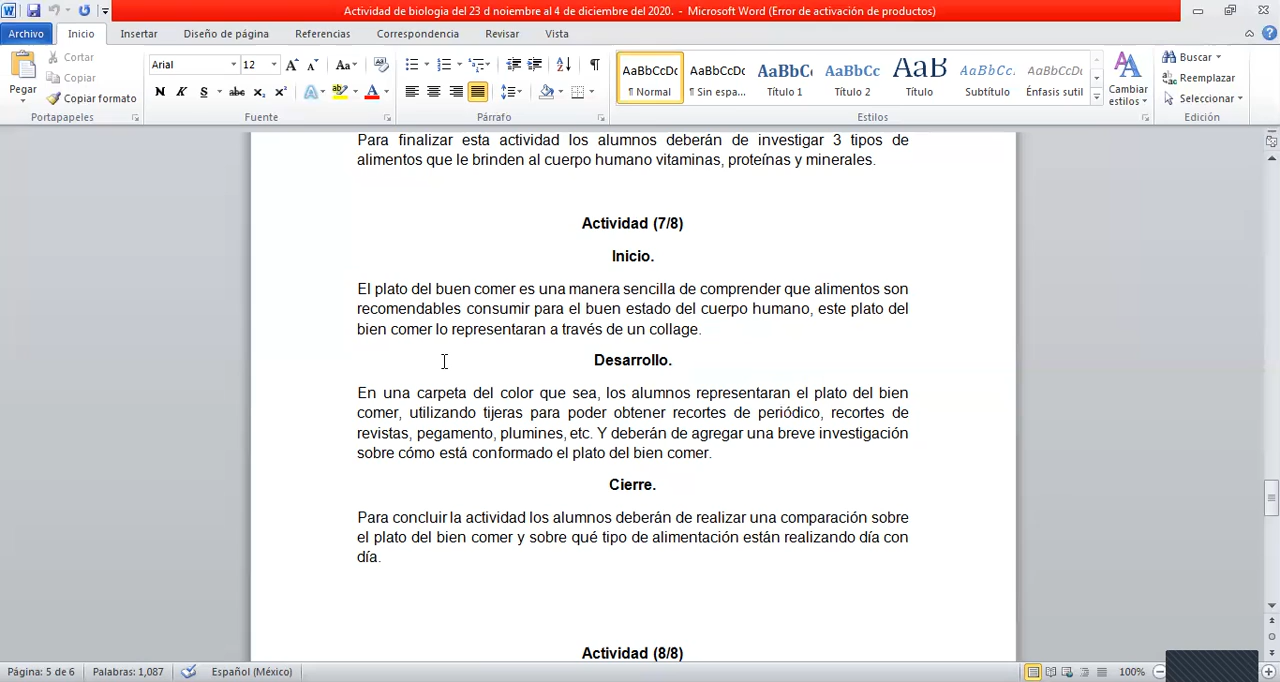 Actividad de biologia del 23 d noiembre al 4 de diciembre del 2020. - Microsoft Word (Error de activación de productos)
Archivo Inicio Insertar Diseño de página Referencias Correspondencia Revisar Vista
Pegar
Cortar
Copiar
Copiar formato
Portapapeles
Arial 12
N K S abc x₂ x²
Aa
Fuente
Párrafo
AaBbCcDc AaBbCcDc AaBbC AaBbCc AaB AaBbCc. AaBbCcDc
¶ Normal ¶ Sin espa... Título 1 Título 2 Título Subtítulo Énfasis sutil
Estilos
Cambiar
estilos
Buscar
Reemplazar
Seleccionar
Edición
Para finalizar esta actividad los alumnos deberán de investigar 3 tipos de
alimentos que le brinden al cuerpo humano vitaminas, proteínas y minerales.
Actividad (7/8)
Inicio.
El plato del buen comer es una manera sencilla de comprender que alimentos son
recomendables consumir para el buen estado del cuerpo humano, este plato del
bien comer lo representaran a través de un collage.
Desarrollo.
En una carpeta del color que sea, los alumnos representaran el plato del bien
comer, utilizando tijeras para poder obtener recortes de periódico, recortes de
revistas, pegamento, plumines, etc. Y deberán de agregar una breve investigación
sobre cómo está conformado el plato del bien comer.
Cierre.
Para concluir la actividad los alumnos deberán de realizar una comparación sobre
el plato del bien comer y sobre qué tipo de alimentación están realizando día con
día.
Actividad (8/8)
Página: 5 de 6 Palabras: 1,087 Español (México) 100%